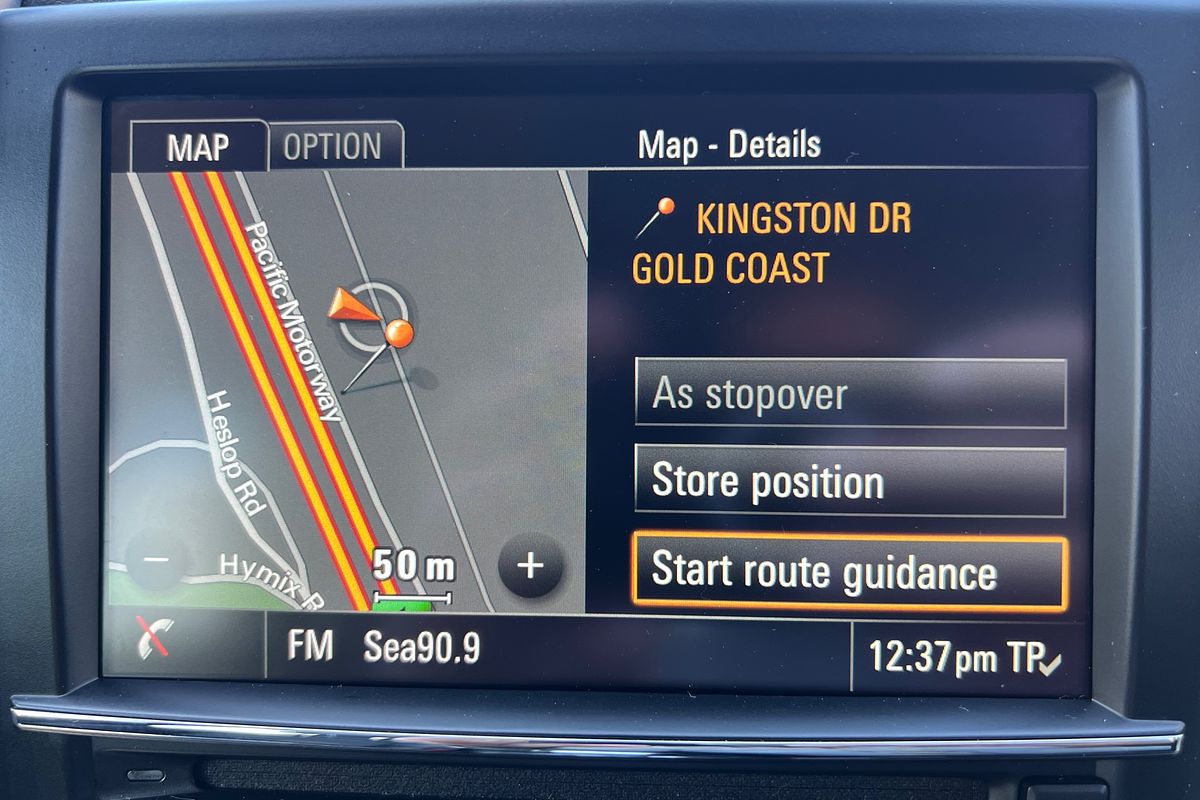 MAP
OPTION
Map - Details
KINGSTON DR
GOLD COAST
Pacific Motorway
Heslop Rd
Hymix R
50 m
As stopover
Store position
Start route guidance
FM Sea90.9
12:37pm TP